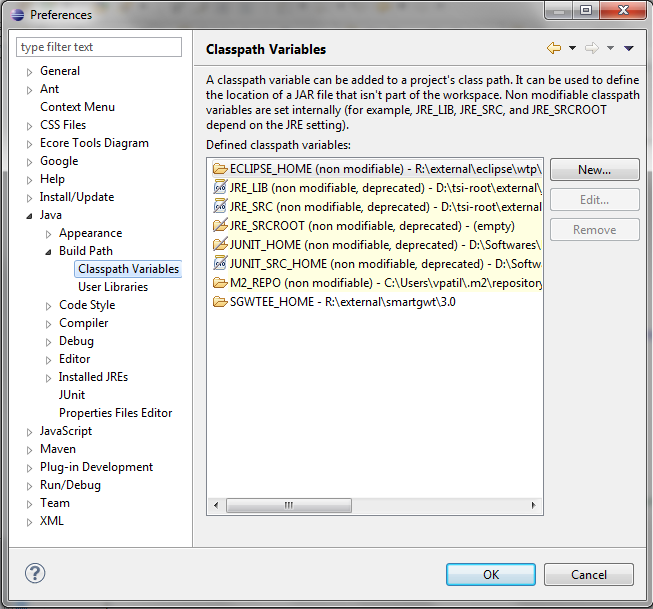 Preferences
type filter text
General
Ant
Context Menu
CSS Files
Ecore Tools Diagram
Google
Help
Install/Update
Java
Appearance
Build Path
Classpath Variables
User Libraries
Code Style
Compiler
Debug
Editor
Installed JREs
JUnit
Properties Files Editor
JavaScript
Maven
Plug-in Development
Run/Debug
Team
XML
Classpath Variables
A classpath variable can be added to a project's class path. It can be used to define
the location of a JAR file that isn't part of the workspace. Non modifiable classpath
variables are set internally (for example, JRE_LIB, JRE_SRC, and JRE_SRCROOT
depend on the JRE setting).
Defined classpath variables:
ECLIPSE_HOME (non modifiable) - R:\external\eclipse\wtp\
JRE_LIB (non modifiable, deprecated) - D:\tsi-root\external\
JRE_SRC (non modifiable, deprecated) - D:\tsi-root\external
JRE_SRCROOT (non modifiable, deprecated) - (empty)
JUNIT_HOME (non modifiable, deprecated) - D:\Softwares\
JUNIT_SRC_HOME (non modifiable, deprecated) - D:\Softw
M2_REPO (non modifiable) - C:\Users\vpatil\.m2\repository
SGWTEE_HOME - R:\external\smartgwt\3.0
New...
Edit...
Remove
OK
Cancel